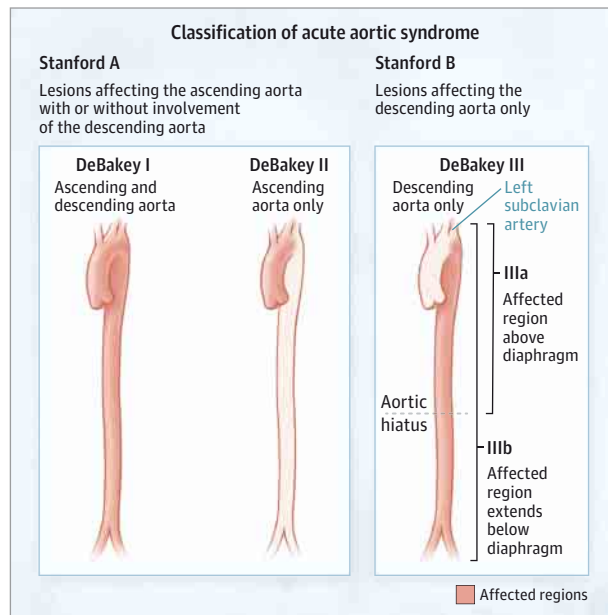 Classification of acute aortic syndrome
Stanford A
Lesions affecting the ascending aorta
with or without involvement
of the descending aorta
DeBakey I
Ascending and
descending aorta
DeBakey II
Ascending
aorta only
Stanford B
Lesions affecting the
descending aorta only
DeBakey III
Descending
aorta only
Left
subclavian
artery
IIIa
Affected
region
above
diaphragm
Aortic
hiatus
IIIb
Affected
region
extends
below
diaphragm
Affected regions